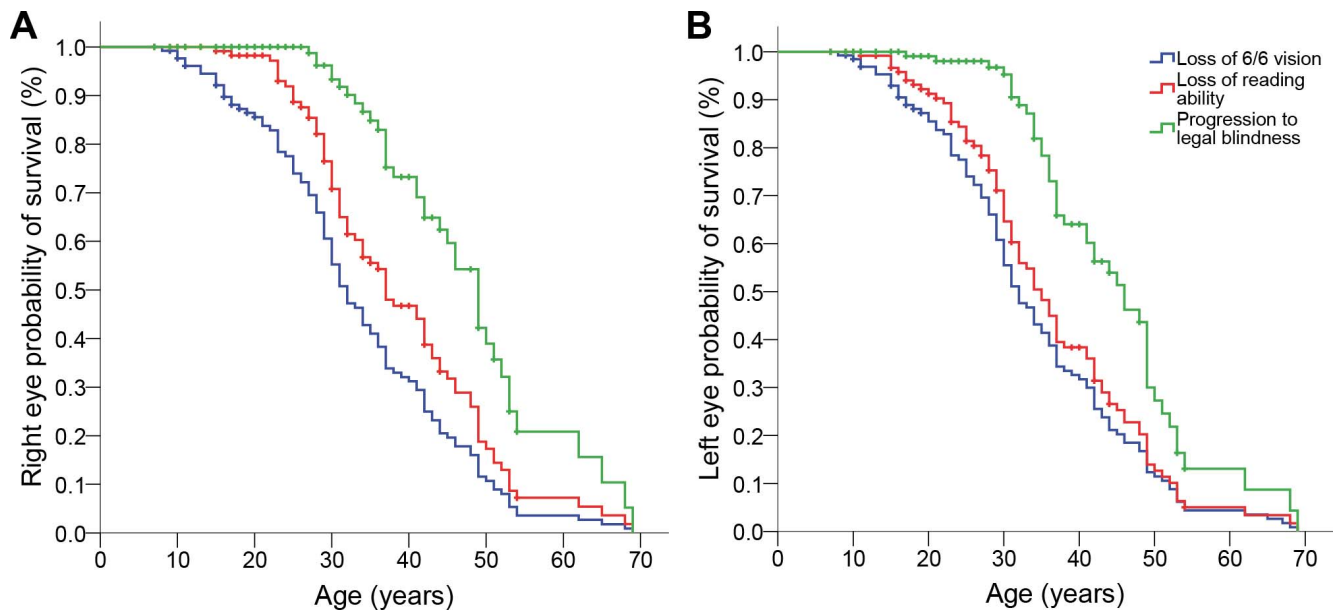 A
Right eye probability of survival (%)
1.0
0.9
0.8
0.7
0.6
0.5
0.4
0.3
0.2
0.1
0.0
0 10 20 30 40 50 60 70
Age (years)
B
Left eye probability of survival (%)
1.0
0.9
0.8
0.7
0.6
0.5
0.4
0.3
0.2
0.1
0.0
0 10 20 30 40 50 60 70
Age (years)
Loss of 6/6 vision
Loss of reading
ability
Progression to
legal blindness